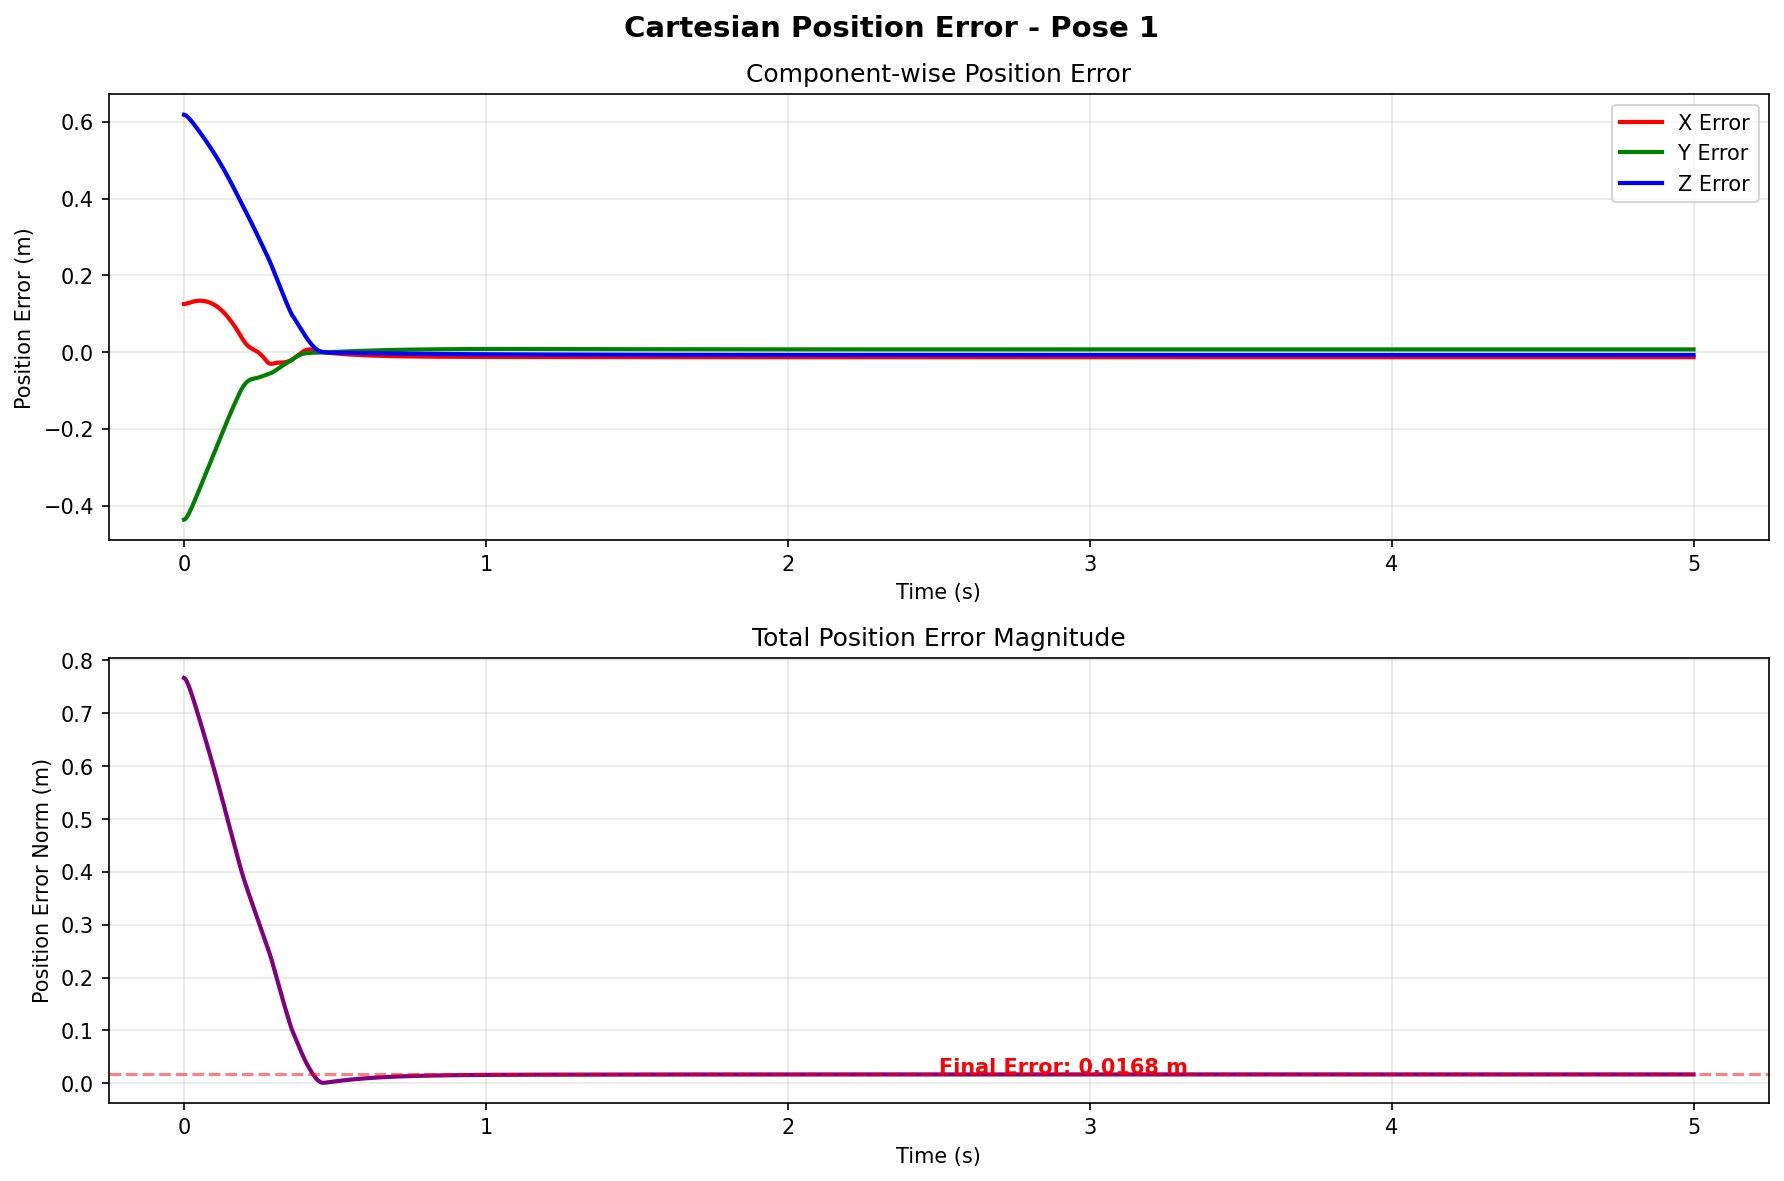 Cartesian Position Error - Pose 1
Component-wise Position Error
Position Error (m)
0.6
0.4
0.2
0.0
−0.2
−0.4
X Error
Y Error
Z Error
0 1 2 3 4 5
Time (s)
Total Position Error Magnitude
Position Error Norm (m)
0.8
0.7
0.6
0.5
0.4
0.3
0.2
0.1
0.0
Final Error: 0.0168 m
0 1 2 3 4 5
Time (s)